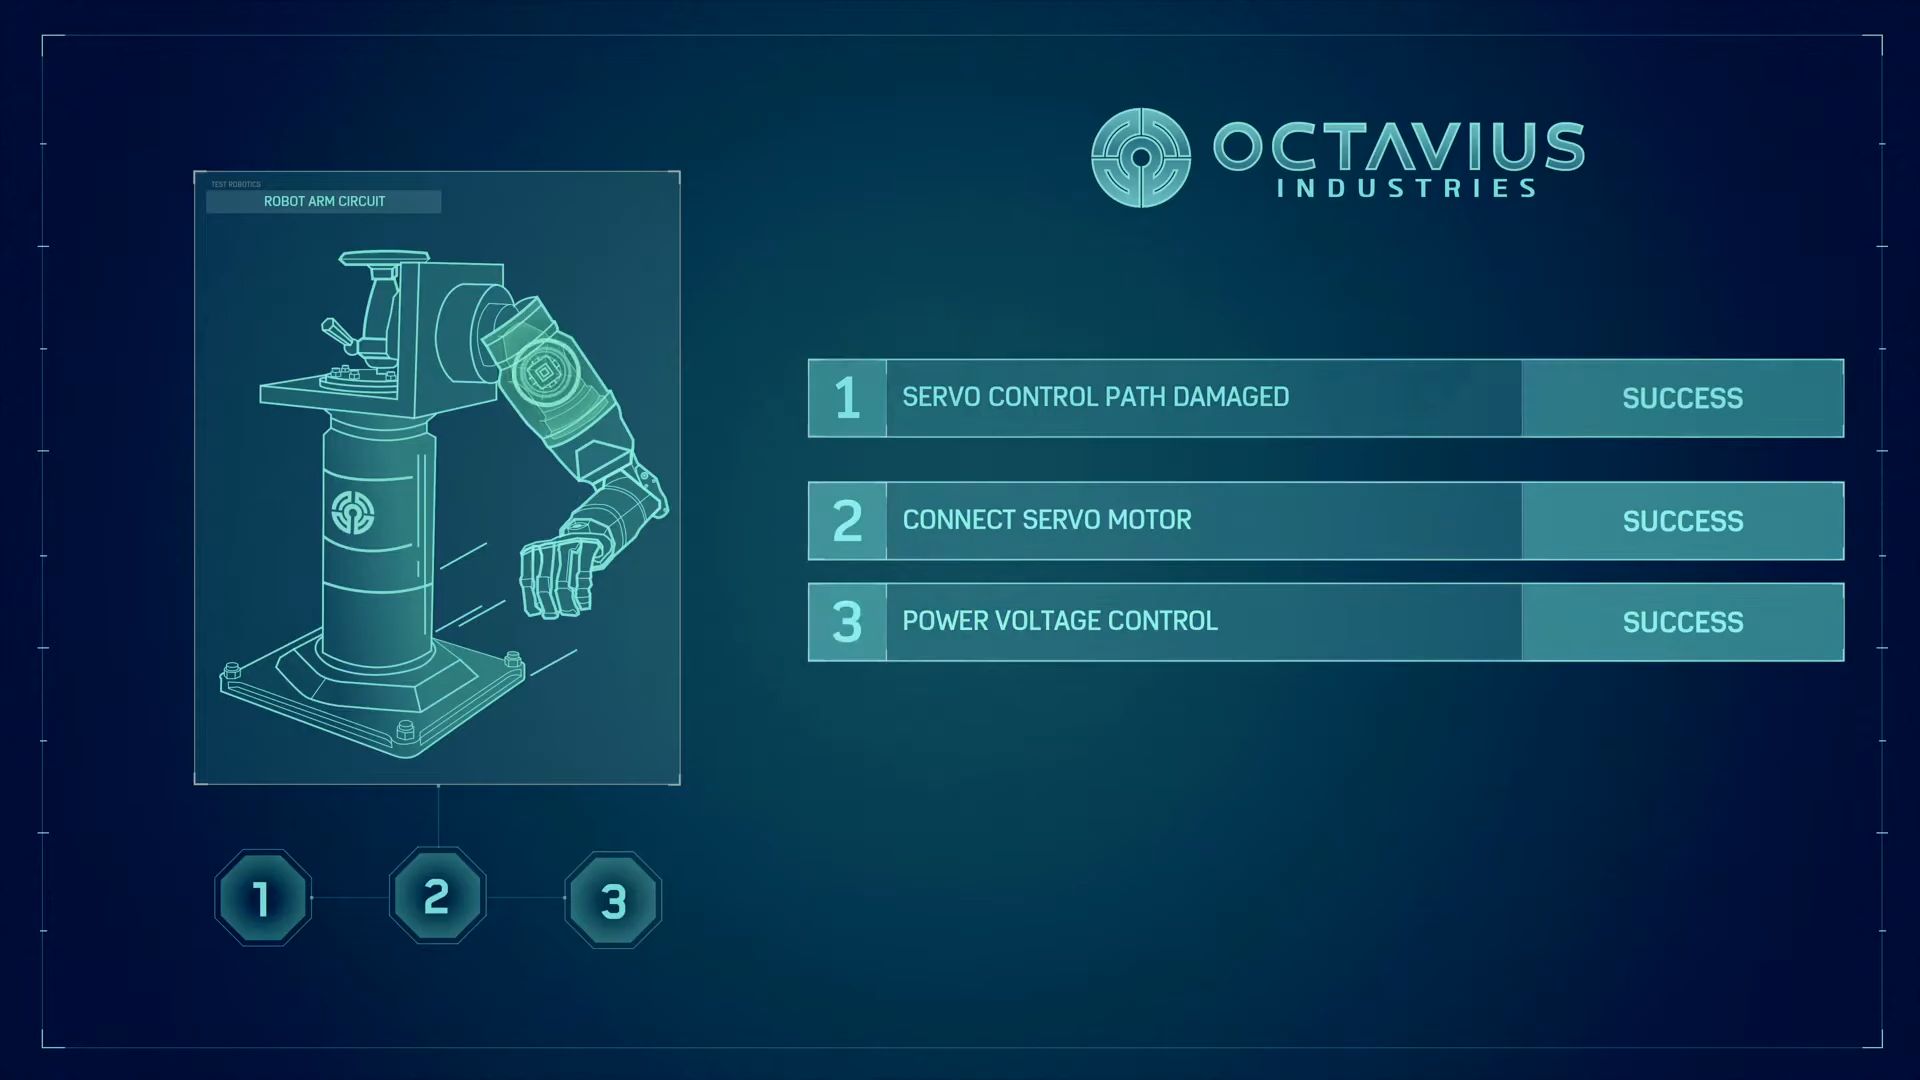 TEST ROBOTICS
ROBOT ARM CIRCUIT
1
2
3
OCTAVIUS
INDUSTRIES
1 SERVO CONTROL PATH DAMAGED SUCCESS
2 CONNECT SERVO MOTOR SUCCESS
3 POWER VOLTAGE CONTROL SUCCESS